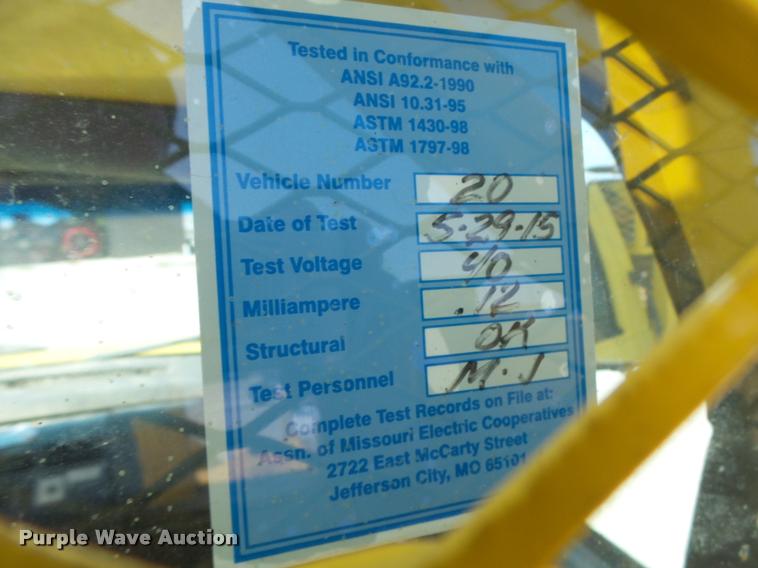 Tested in Conformance with
ANSI A92.2-1990
ANSI 10.31-95
ASTM 1430-98
ASTM 1797-98
Vehicle Number 20
Date of Test 5-29-15
Test Voltage 40
Milliampere .12
Structural OK
Test Personnel M.J
Complete Test Records on File at:
Assn. of Missouri Electric Cooperatives
2722 East McCarty Street
Jefferson City, MO 65101
Purple Wave Auction